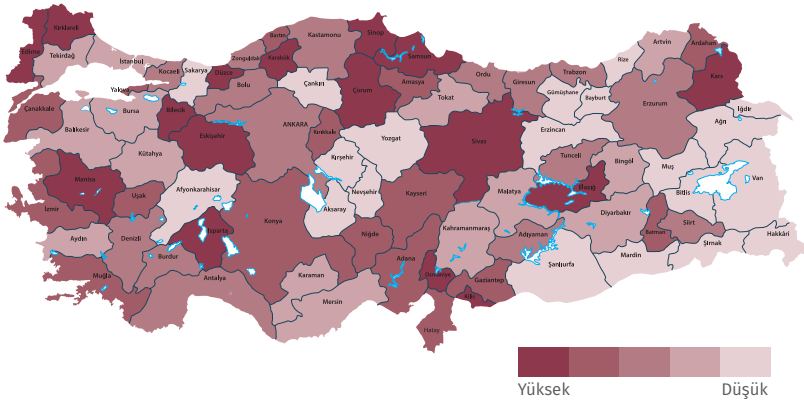 Kırklareli
Edirne
Tekirdağ
İstanbul
Kocaeli
Yalova
Sakarya
Düzce
Zonguldak
Bartın
Karabük
Kastamonu
Sinop
Samsun
Ordu
Giresun
Trabzon
Rize
Artvin
Ardahan
Kars
Çanakkale
Balıkesir
Bursa
Bilecik
Bolu
Çankırı
Çorum
Amasya
Tokat
Gümüşhane
Bayburt
Erzurum
Iğdır
Ağrı
Kütahya
Eskişehir
ANKARA
Kırıkkale
Yozgat
Sivas
Erzincan
Tunceli
Bingöl
Muş
Bitlis
Van
Manisa
Uşak
Afyonkarahisar
Kırşehir
Nevşehir
Aksaray
Kayseri
Malatya
Elazığ
İzmir
Aydın
Denizli
Isparta
Burdur
Konya
Niğde
Kahramanmaraş
Adıyaman
Diyarbakır
Batman
Siirt
Şırnak
Hakkâri
Muğla
Antalya
Karaman
Mersin
Adana
Osmaniye
Gaziantep
Kilis
Hatay
Şanlıurfa
Mardin
Yüksek
Düşük